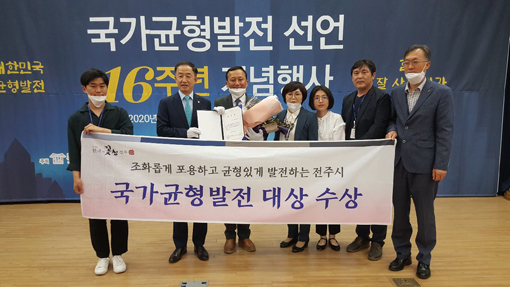 국가균형발전 선언
대한민국
균형발전
16주년 기념행사
2020년
조화롭게 포용하고 균형있게 발전하는 전주시
국가균형발전 대상 수상